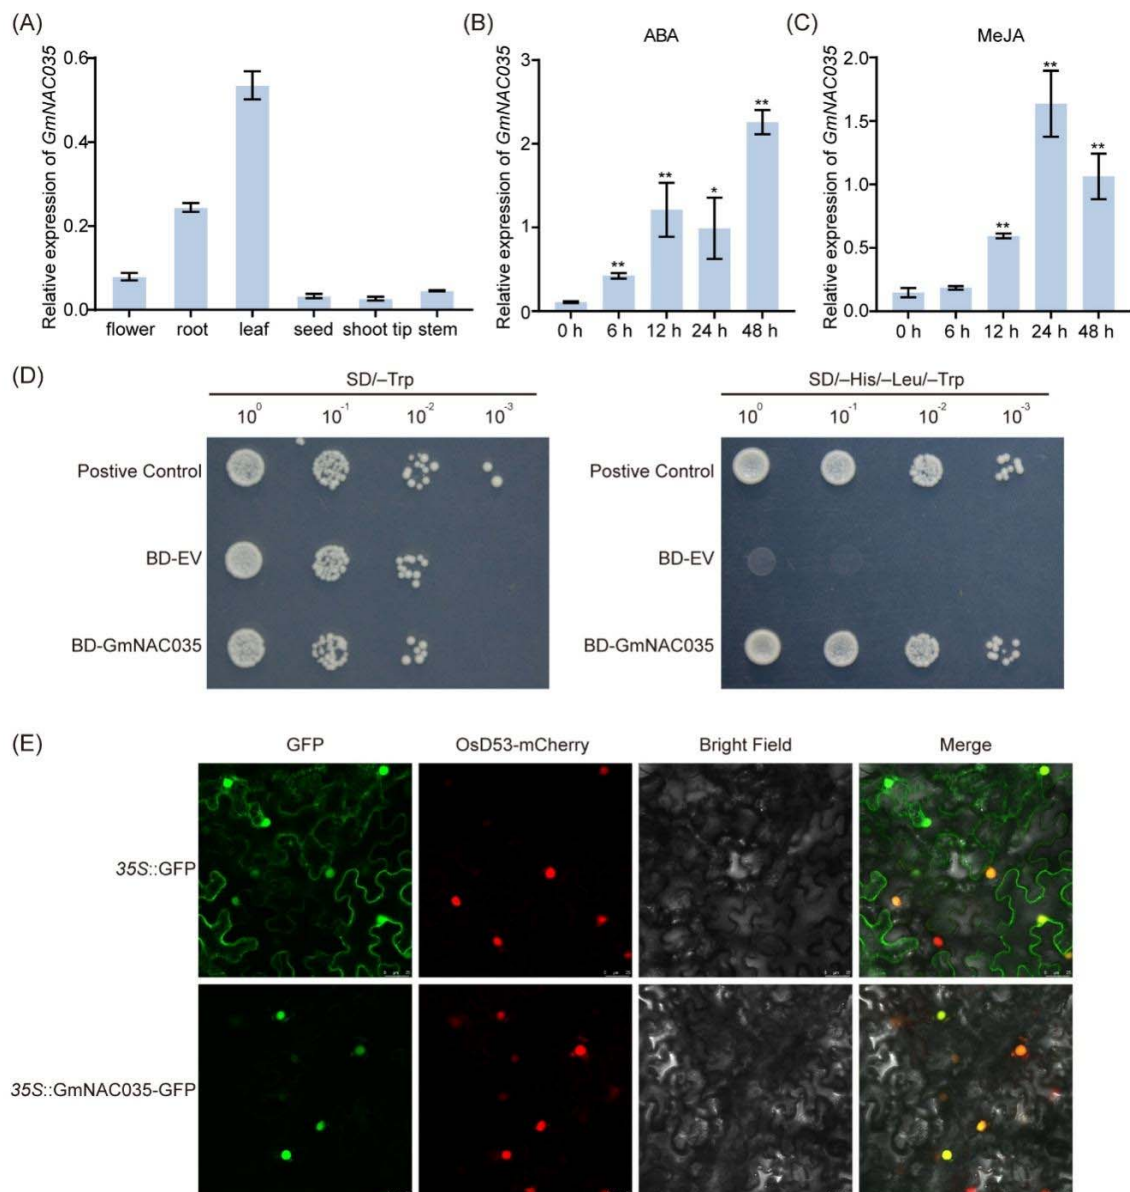 (A)
Relative expression of GmNAC035
0.6
0.4
0.2
0.0
flower root leaf seed shoot tip stem
(B)
ABA
Relative expression of GmNAC035
3
2
1
0
** ** * **
0 h 6 h 12 h 24 h 48 h
(C)
MeJA
Relative expression of GmNAC035
2.0
1.5
1.0
0.5
0.0
** ** **
0 h 6 h 12 h 24 h 48 h
(D)
SD/–Trp
10⁰ 10⁻¹ 10⁻² 10⁻³
Postive Control
BD-EV
BD-GmNAC035
SD/–His/–Leu/–Trp
10⁰ 10⁻¹ 10⁻² 10⁻³
Postive Control
BD-EV
BD-GmNAC035
(E)
GFP OsD53-mCherry Bright Field Merge
35S::GFP
35S::GmNAC035-GFP